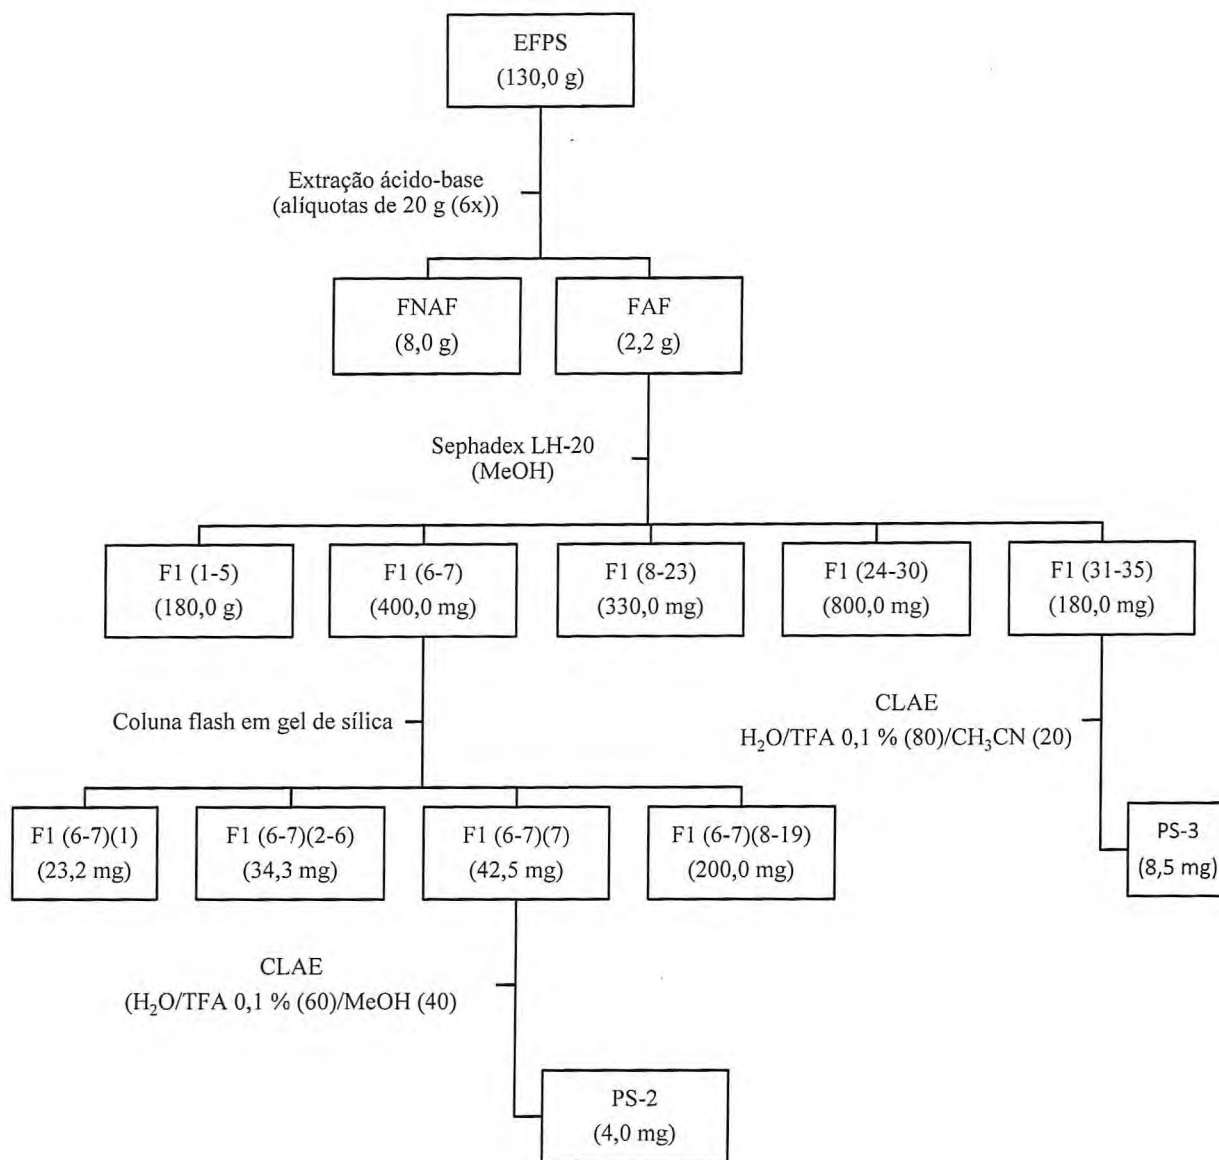 EFPS
(130,0 g)
Extração ácido-base
(alíquotas de 20 g (6x))
FNAF
(8,0 g)
FAF
(2,2 g)
Sephadex LH-20
(MeOH)
F1 (1-5)
(180,0 g)
F1 (6-7)
(400,0 mg)
F1 (8-23)
(330,0 mg)
F1 (24-30)
(800,0 mg)
F1 (31-35)
(180,0 mg)
Coluna flash em gel de sílica
CLAE
H₂O/TFA 0,1 % (80)/CH₃CN (20)
F1 (6-7)(1)
(23,2 mg)
F1 (6-7)(2-6)
(34,3 mg)
F1 (6-7)(7)
(42,5 mg)
F1 (6-7)(8-19)
(200,0 mg)
PS-3
(8,5 mg)
CLAE
(H₂O/TFA 0,1 % (60)/MeOH (40)
PS-2
(4,0 mg)